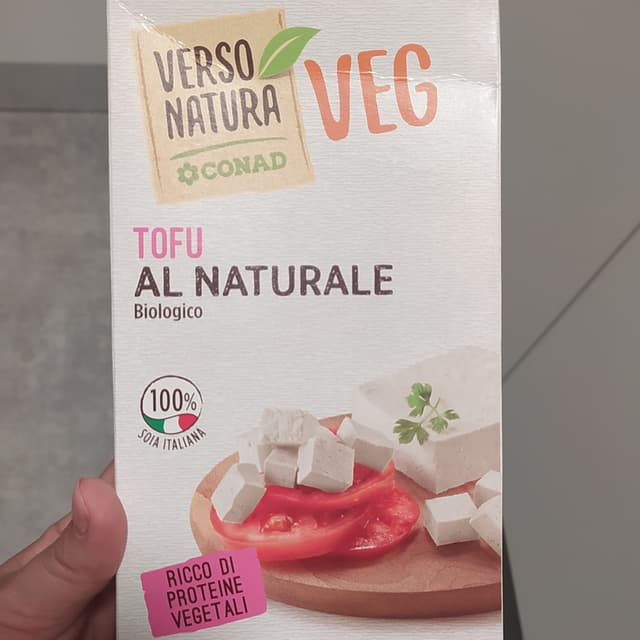 VERSO
NATURA
CONAD
VEG
TOFU
AL NATURALE
Biologico
100%
SOIA ITALIANA
RICCO DI
PROTEINE
VEGETALI